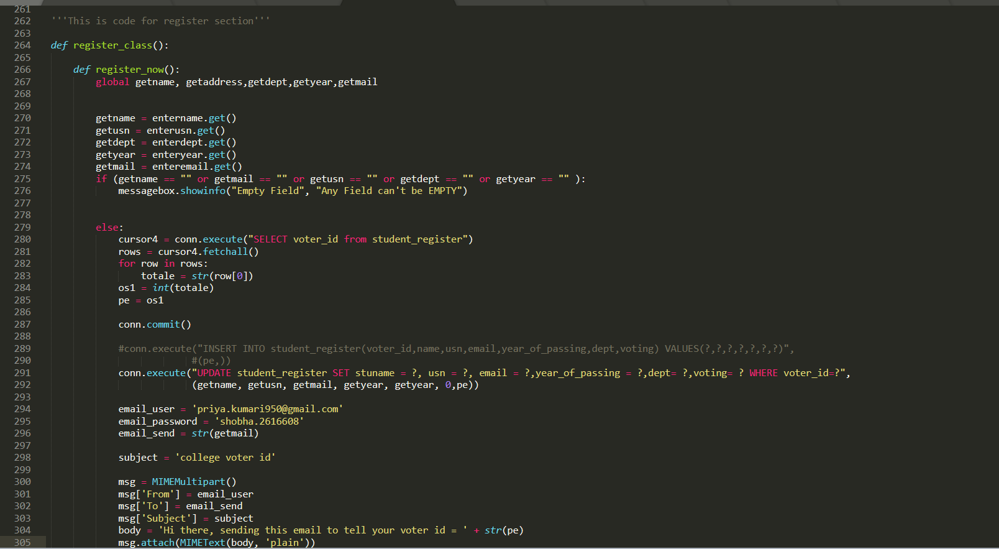 261
262 '''This is code for register section'''
263
264 def register_class():
265
266 def register_now():
267 global getname, getaddress,getdept,getyear,getmail
268
269
270 getname = entername.get()
271 getusn = enterusn.get()
272 getdept = enterdept.get()
273 getyear = enteryear.get()
274 getmail = enteremail.get()
275 if (getname == "" or getmail == "" or getusn == "" or getdept == "" or getyear == "" ):
276 messagebox.showinfo("Empty Field", "Any Field can't be EMPTY")
277
278
279 else:
280 cursor4 = conn.execute("SELECT voter_id from student_register")
281 rows = cursor4.fetchall()
282 for row in rows:
283 totale = str(row[0])
284 os1 = int(totale)
285 pe = os1
286
287 conn.commit()
288
289 #conn.execute("INSERT INTO student_register(voter_id,name,usn,email,year_of_passing,dept,voting) VALUES(?,?,?,?,?,?,?)",
290 #(pe,))
291 conn.execute("UPDATE student_register SET stuname = ?, usn = ?, email = ?,year_of_passing = ?,dept= ?,voting= ? WHERE voter_id=?",
292 (getname, getusn, getmail, getyear, getyear, 0,pe))
293
294 email_user = 'priya.kumari950@gmail.com'
295 email_password = 'shobha.2616608'
296 email_send = str(getmail)
297
298 subject = 'college voter id'
299
300 msg = MIMEMultipart()
301 msg['From'] = email_user
302 msg['To'] = email_send
303 msg['Subject'] = subject
304 body = 'Hi there, sending this email to tell your voter id = ' + str(pe)
305 msg.attach(MIMEText(body, 'plain'))